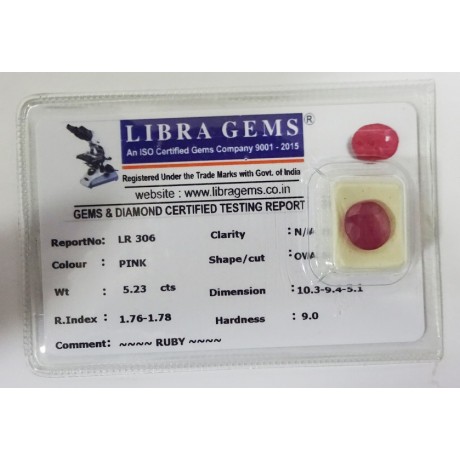 LIBRA GEMS ®
An ISO Certified Gems Company 9001 - 2015
Registered Under the Trade Marks with Govt. of India
website : www.libragems.co.in
GEMS & DIAMOND CERTIFIED TESTING REPORT
ReportNo: LR 306 Clarity : N/A
Colour : PINK Shape/cut : OVA
Wt : 5.23 cts Dimension : 10.3-9.4-5.1
R.Index : 1.76-1.78 Hardness : 9.0
Comment: ~~~~ RUBY ~~~~